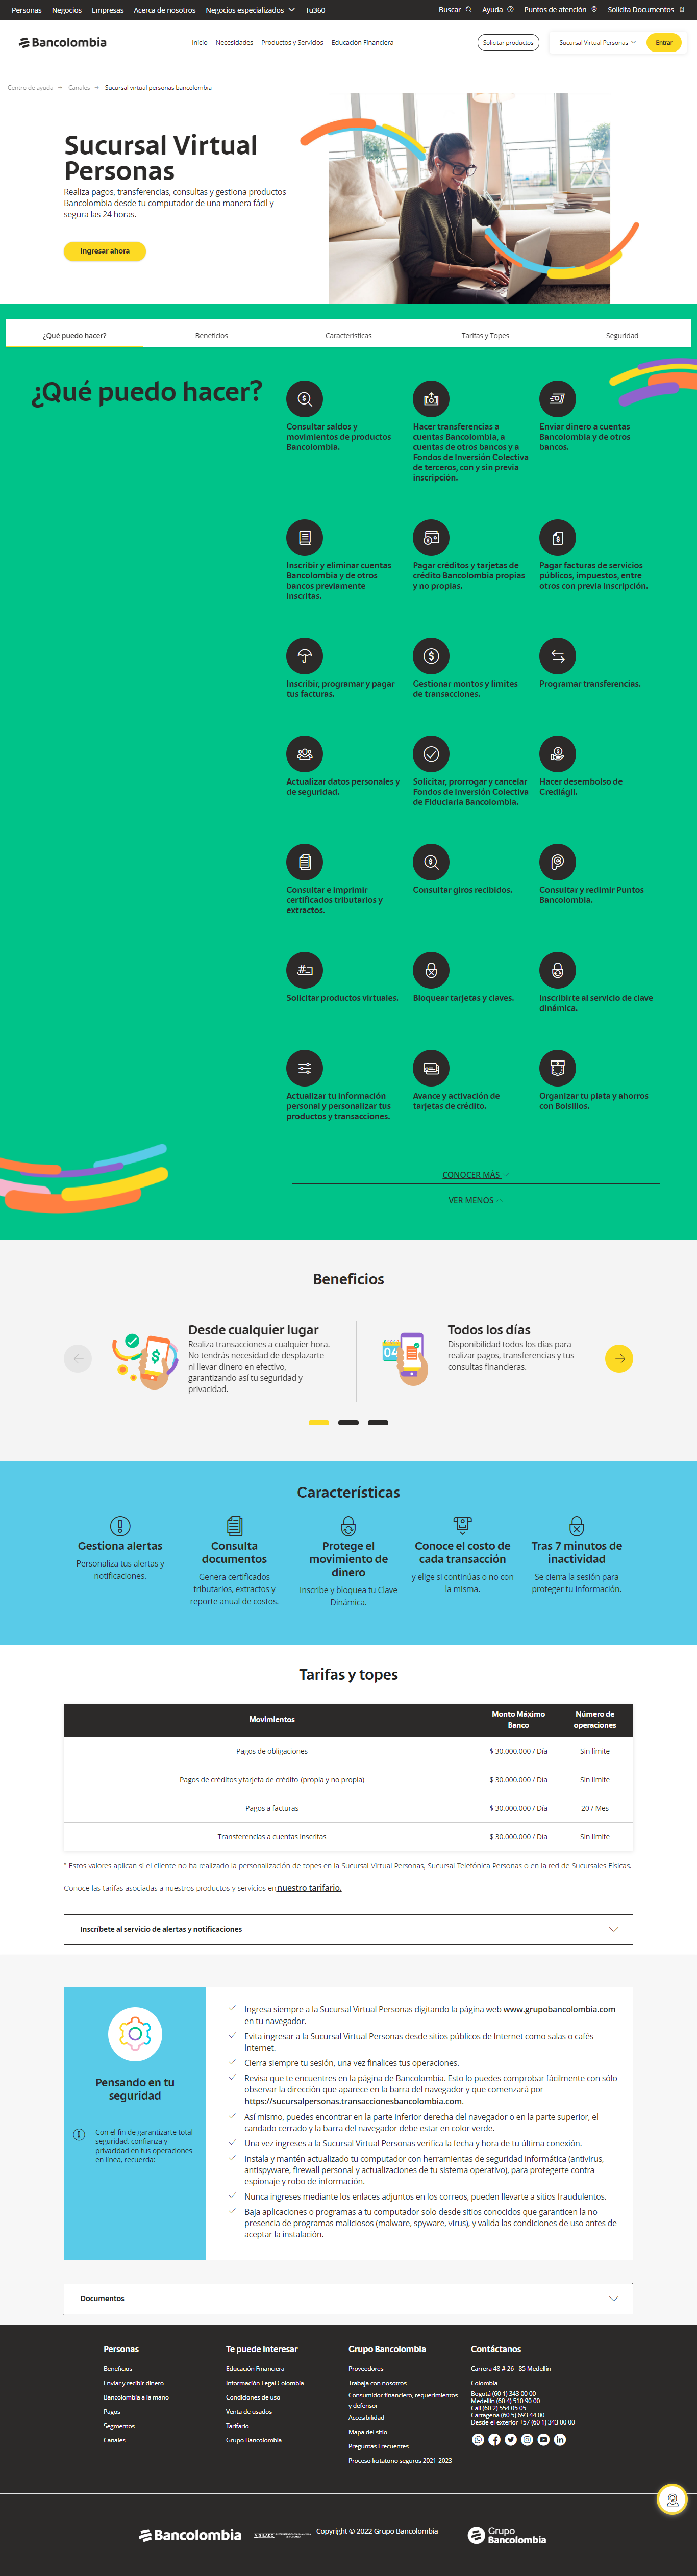 Personas Negocios Empresas Acerca de nosotros Negocios especializados Tu360 Buscar Ayuda Puntos de atención Solicita Documentos
Bancolombia Inicio Necesidades Productos y Servicios Educación Financiera Solicitar productos Sucursal Virtual Personas Entrar
Centro de ayuda Canales Sucursal virtual personas bancolombia
Sucursal Virtual
Personas
Realiza pagos, transferencias, consultas y gestiona productos
Bancolombia desde tu computador de una manera fácil y
segura las 24 horas.
Ingresar ahora
¿Qué puedo hacer? Beneficios Características Tarifas y Topes Seguridad
¿Qué puedo hacer?
Consultar saldos y
movimientos de productos
Bancolombia.
Hacer transferencias a
cuentas Bancolombia, a
cuentas de otros bancos y a
Fondos de Inversión Colectiva
de terceros, con y sin previa
inscripción.
Enviar dinero a cuentas
Bancolombia y de otros
bancos.
Inscribir y eliminar cuentas
Bancolombia y de otros
bancos previamente
inscritas.
Pagar créditos y tarjetas de
crédito Bancolombia propias
y no propias.
Pagar facturas de servicios
públicos, impuestos, entre
otros con previa inscripción.
Inscribir, programar y pagar
tus facturas.
Gestionar montos y límites
de transacciones.
Programar transferencias.
Actualizar datos personales y
de seguridad.
Solicitar, prorrogar y cancelar
Fondos de Inversión Colectiva
de Fiduciaria Bancolombia.
Hacer desembolso de
Crediágil.
Consultar e imprimir
certificados tributarios y
extractos.
Consultar giros recibidos.
Consultar y redimir Puntos
Bancolombia.
Solicitar productos virtuales.
Bloquear tarjetas y claves.
Inscribirte al servicio de clave
dinámica.
Actualizar tu información
personal y personalizar tus
productos y transacciones.
Avance y activación de
tarjetas de crédito.
Organizar tu plata y ahorros
con Bolsillos.
CONOCER MÁS
VER MENOS
Beneficios
Desde cualquier lugar
Realiza transacciones a cualquier hora.
No tendrás necesidad de desplazarte
ni llevar dinero en efectivo,
garantizando así tu seguridad y
privacidad.
04
Todos los días
Disponibilidad todos los días para
realizar pagos, transferencias y tus
consultas financieras.
Características
Gestiona alertas
Personaliza tus alertas y
notificaciones.
Consulta
documentos
Genera certificados
tributarios, extractos y
reporte anual de costos.
Protege el
movimiento de
dinero
Inscribe y bloquea tu Clave
Dinámica.
Conoce el costo de
cada transacción
y elige si continúas o no con
la misma.
Tras 7 minutos de
inactividad
Se cierra la sesión para
proteger tu información.
Tarifas y topes
Movimientos Monto Máximo Banco Número de operaciones
Pagos de obligaciones $ 30.000.000 / Día Sin límite
Pagos de créditos y tarjeta de crédito (propia y no propia) $ 30.000.000 / Día Sin límite
Pagos a facturas $ 30.000.000 / Día 20 / Mes
Transferencias a cuentas inscritas $ 30.000.000 / Día Sin límite
* Estos valores aplican si el cliente no ha realizado la personalización de topes en la Sucursal Virtual Personas, Sucursal Telefónica Personas o en la red de Sucursales Físicas.
Conoce las tarifas asociadas a nuestros productos y servicios en nuestro tarifario.
Inscríbete al servicio de alertas y notificaciones
Pensando en tu
seguridad
Con el fin de garantizarte total
seguridad, confianza y
privacidad en tus operaciones
en línea, recuerda:
Ingresa siempre a la Sucursal Virtual Personas digitando la página web www.grupobancolombia.com
en tu navegador.
Evita ingresar a la Sucursal Virtual Personas desde sitios públicos de Internet como salas o cafés
Internet.
Cierra siempre tu sesión, una vez finalices tus operaciones.
Revisa que te encuentres en la página de Bancolombia. Esto lo puedes comprobar fácilmente con sólo
observar la dirección que aparece en la barra del navegador y que comenzará por
https://sucursalpersonas.transaccionesbancolombia.com.
Así mismo, puedes encontrar en la parte inferior derecha del navegador o en la parte superior, el
candado cerrado y la barra del navegador debe estar en color verde.
Una vez ingreses a la Sucursal Virtual Personas verifica la fecha y hora de tu última conexión.
Instala y mantén actualizado tu computador con herramientas de seguridad informática (antivirus,
antispyware, firewall personal y actualizaciones de tu sistema operativo), para protegerte contra
espionaje y robo de información.
Nunca ingreses mediante los enlaces adjuntos en los correos, pueden llevarte a sitios fraudulentos.
Baja aplicaciones o programas a tu computador solo desde sitios conocidos que garanticen la no
presencia de programas maliciosos (malware, spyware, virus), y valida las condiciones de uso antes de
aceptar la instalación.
Documentos
Personas
Beneficios
Enviar y recibir dinero
Bancolombia a la mano
Pagos
Segmentos
Canales
Te puede interesar
Educación Financiera
Información Legal Colombia
Condiciones de uso
Venta de usados
Tarifario
Grupo Bancolombia
Grupo Bancolombia
Proveedores
Trabaja con nosotros
Consumidor financiero, requerimientos
y defensor
Accesibilidad
Mapa del sitio
Preguntas Frecuentes
Proceso licitatorio seguros 2021-2023
Contáctanos
Carrera 48 # 26 - 85 Medellín –
Colombia
Bogotá (60 1) 343 00 00
Medellín (60 4) 510 90 00
Cali (60 2) 554 05 05
Cartagena (60 5) 693 44 00
Desde el exterior +57 (60 1) 343 00 00
Bancolombia Copyright © 2022 Grupo Bancolombia Grupo Bancolombia